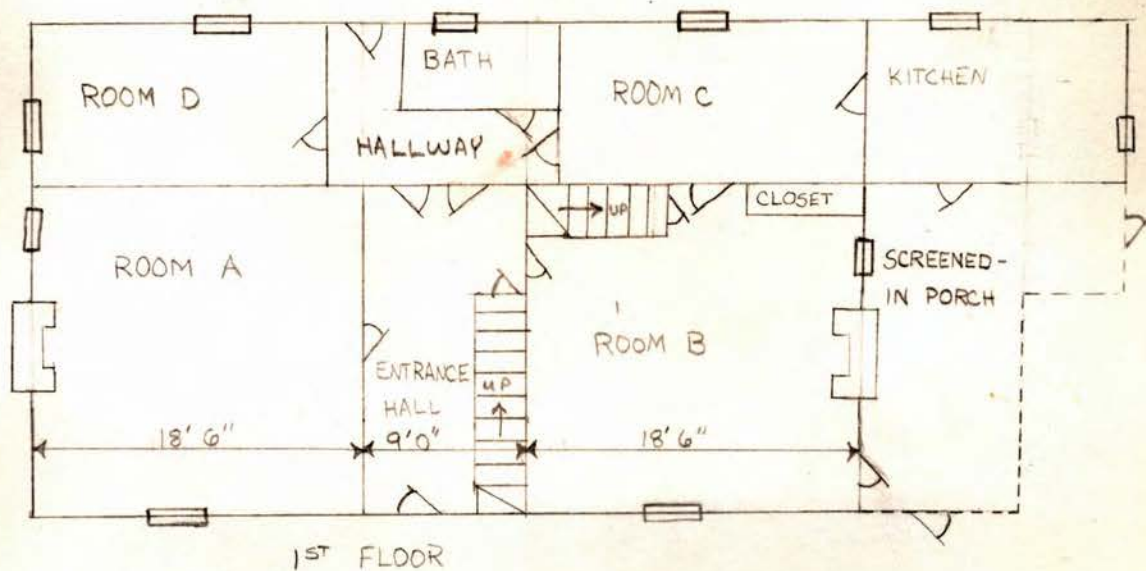 BATH
ROOM D
ROOM C
KITCHEN
HALLWAY
UP
CLOSET
ROOM A
SCREENED-
IN PORCH
ROOM B
ENTRANCE
HALL
UP
18' 6"
9'0"
18' 6"
1ST FLOOR